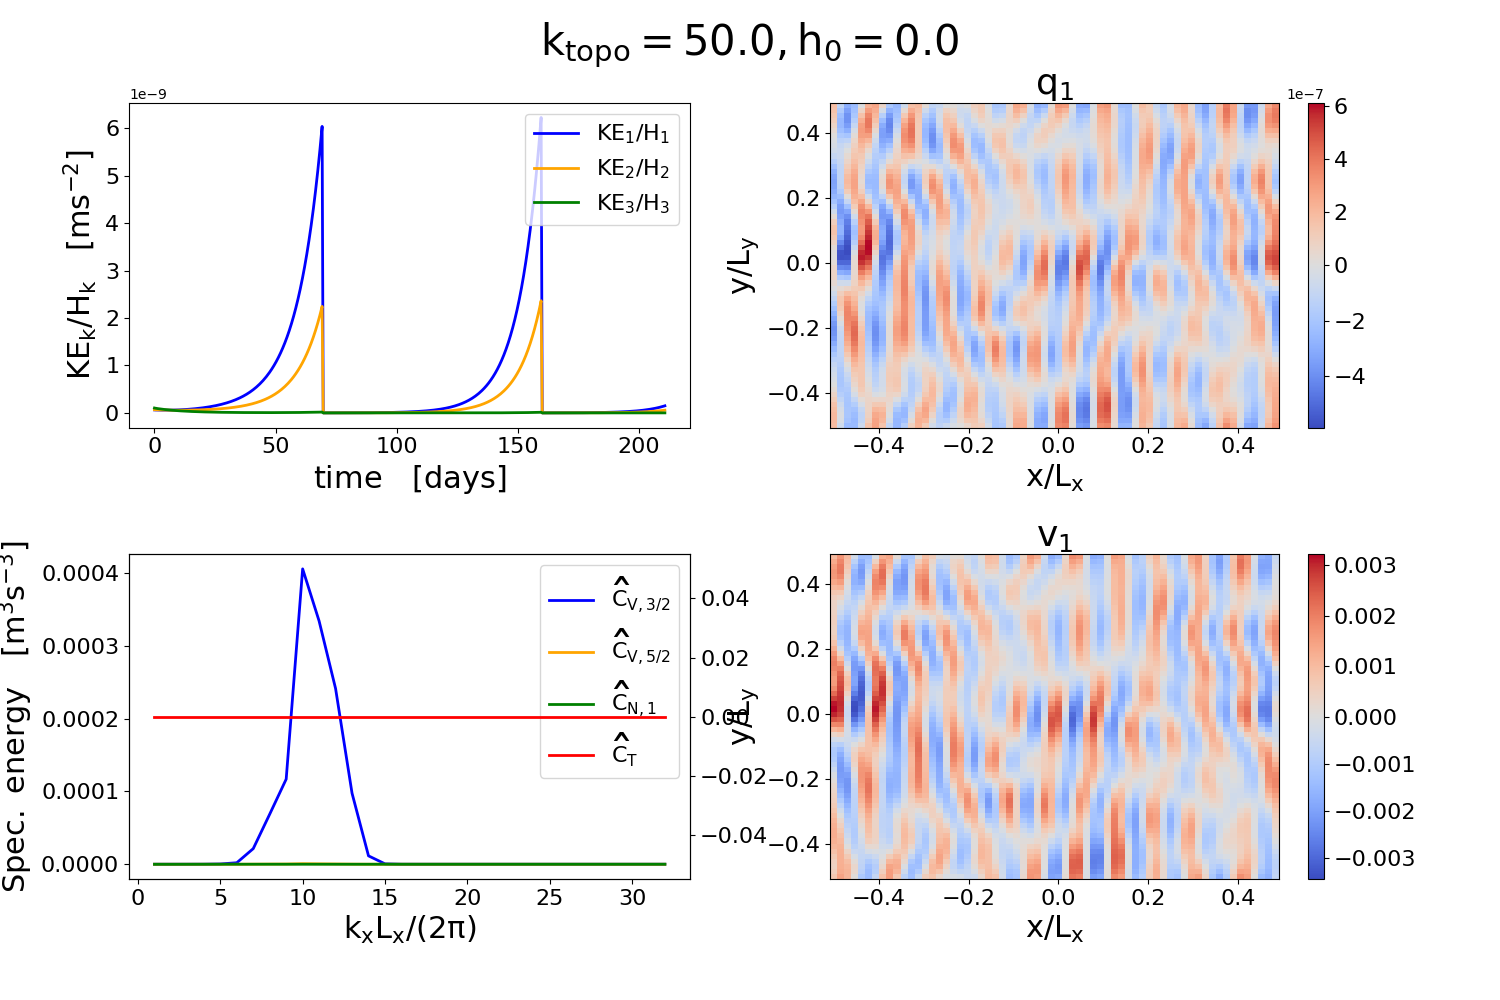 k_topo = 50.0, h_0 = 0.0
1e−9
KE_k/H_k [ms^−2]
6
5
4
3
2
1
0
KE_1/H_1
KE_2/H_2
KE_3/H_3
0 50 100 150 200
time [days]
q_1
1e−7
y/L_y
0.4
0.2
0.0
−0.2
−0.4
−0.4 −0.2 0.0 0.2 0.4
x/L_x
6
4
2
0
−2
−4
Spec. energy [m^3s^−3]
0.0004
0.0003
0.0002
0.0001
0.0000
Ĉ_V,3/2
Ĉ_V,5/2
Ĉ_N,1
Ĉ_T
0.04
0.02
0.00
−0.02
−0.04
0 5 10 15 20 25 30
k_xL_x/(2π)
v_1
y/L_y
0.4
0.2
0.0
−0.2
−0.4
−0.4 −0.2 0.0 0.2 0.4
x/L_x
0.003
0.002
0.001
0.000
−0.001
−0.002
−0.003